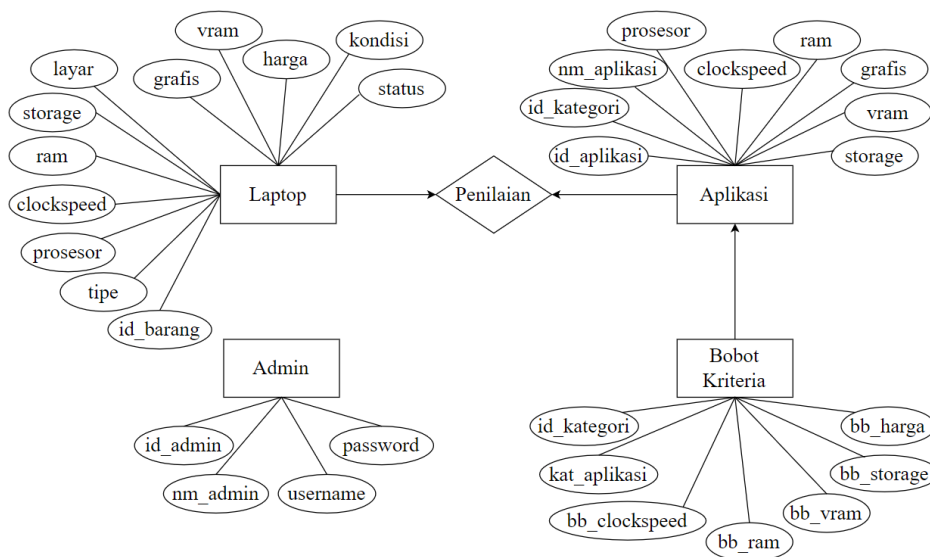 vram
kondisi
harga
layar
grafis
status
storage
ram
clockspeed
prosesor
tipe
id_barang
Laptop
Penilaian
prosesor
ram
nm_aplikasi
clockspeed
grafis
id_kategori
vram
id_aplikasi
storage
Aplikasi
Admin
id_admin
password
nm_admin
username
Bobot
Kriteria
id_kategori
bb_harga
kat_aplikasi
bb_storage
bb_clockspeed
bb_vram
bb_ram